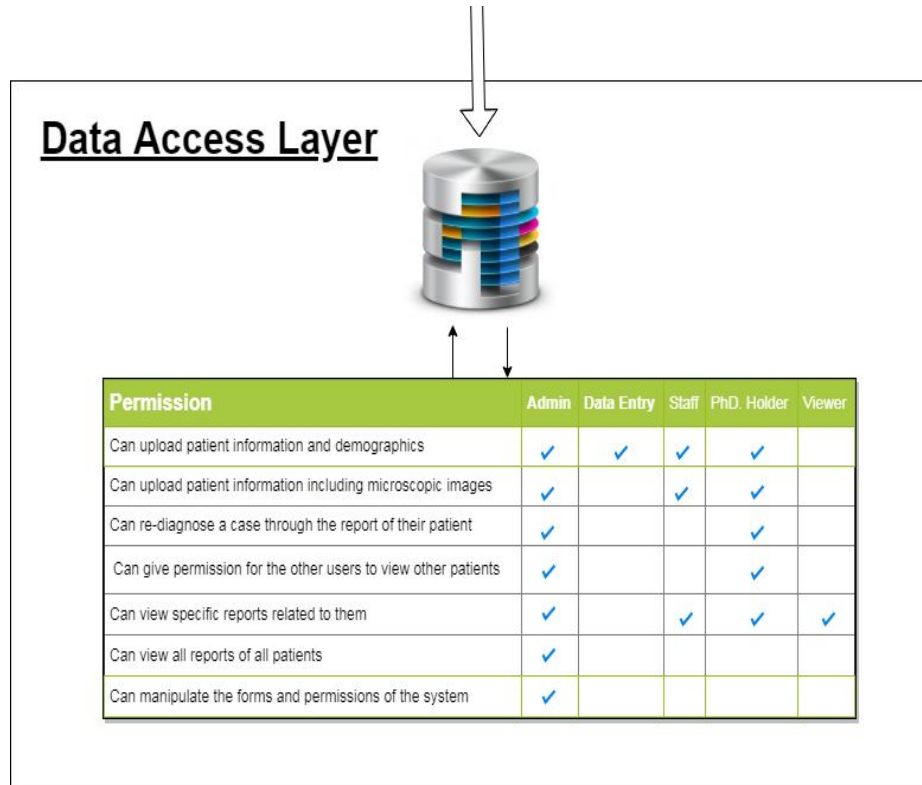 Data Access Layer
Permission Admin Data Entry Staff PhD. Holder Viewer
Can upload patient information and demographics ✓ ✓ ✓ ✓
Can upload patient information including microscopic images ✓ ✓ ✓
Can re-diagnose a case through the report of their patient ✓ ✓
Can give permission for the other users to view other patients ✓ ✓
Can view specific reports related to them ✓ ✓ ✓ ✓
Can view all reports of all patients ✓
Can manipulate the forms and permissions of the system ✓